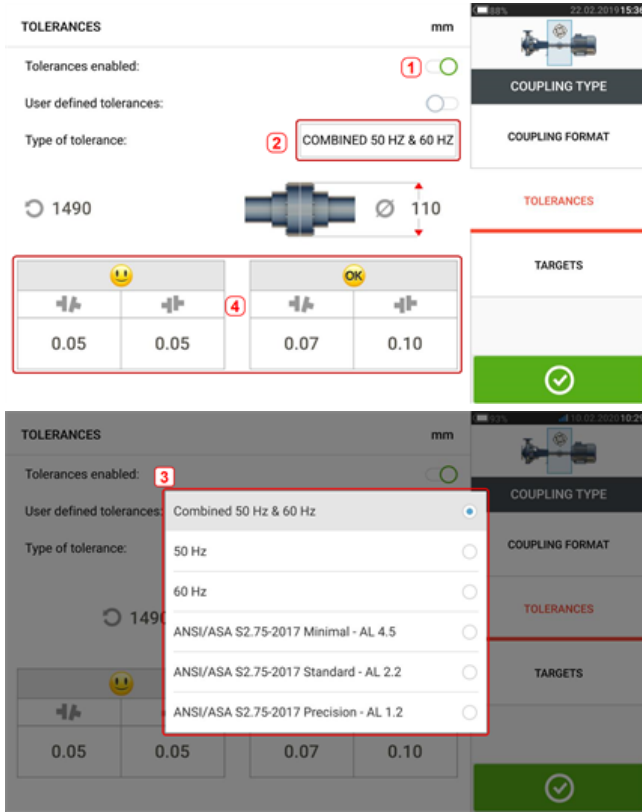 88% 22.02.2019 15:36
TOLERANCES mm
Tolerances enabled: 1
COUPLING TYPE
User defined tolerances:
Type of tolerance: 2 COMBINED 50 HZ & 60 HZ
COUPLING FORMAT
1490 110
TOLERANCES
OK
TARGETS
4
0.05 0.05 0.07 0.10
93% 10.02.2020 10:29
TOLERANCES mm
Tolerances enabled: 3
COUPLING TYPE
User defined tolerances: Combined 50 Hz & 60 Hz
Type of tolerance: 50 Hz
COUPLING FORMAT
60 Hz
1490
TOLERANCES
ANSI/ASA S2.75-2017 Minimal - AL 4.5
ANSI/ASA S2.75-2017 Standard - AL 2.2
TARGETS
ANSI/ASA S2.75-2017 Precision - AL 1.2
0.05 0.05 0.07 0.10